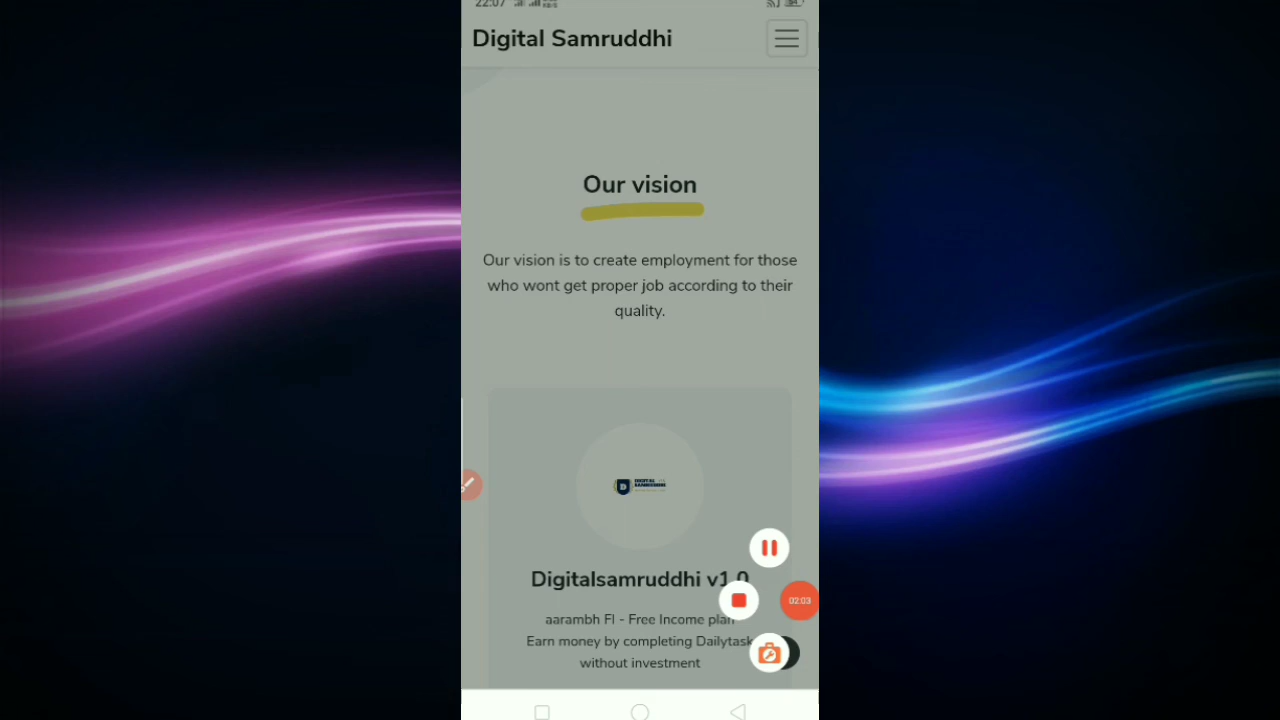 22:07
Digital Samruddhi
Our vision
Our vision is to create employment for those
who wont get proper job according to their
quality.
D DIGITAL
SAMRUDDHI
Digitalsamruddhi v1.0
02:03
aarambh FI - Free Income plan
Earn money by completing Dailytask
without investment